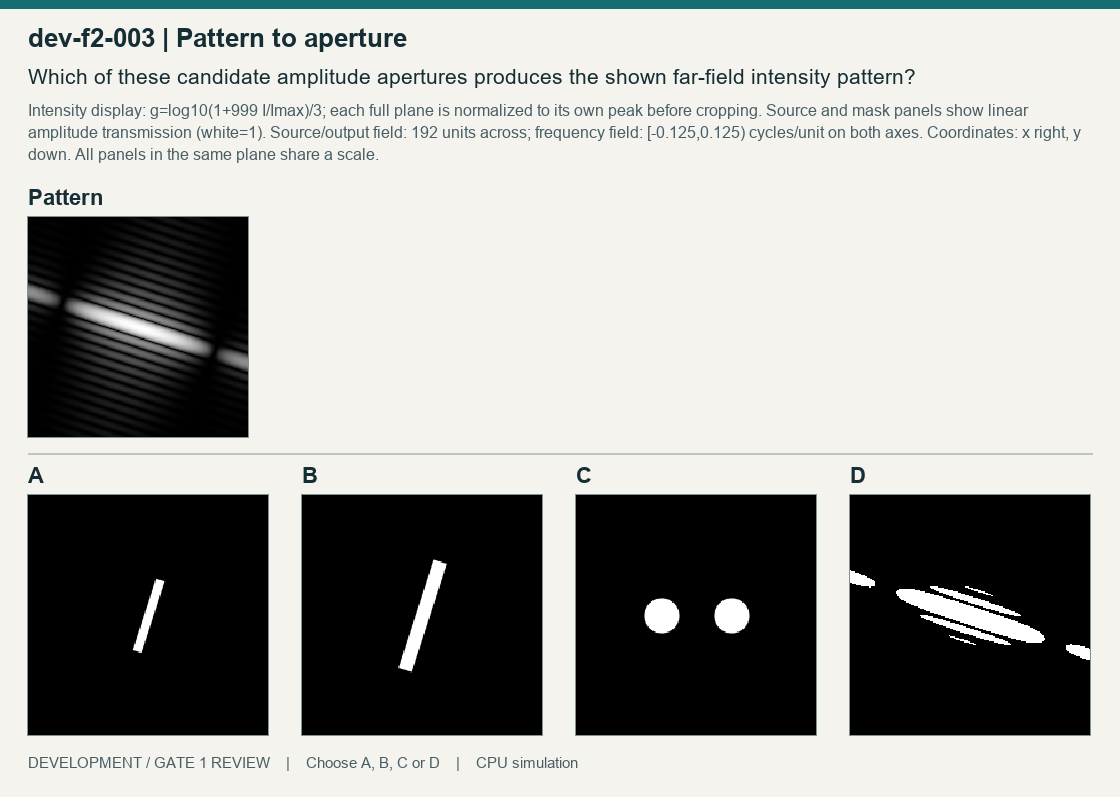 dev-f2-003 | Pattern to aperture
Which of these candidate amplitude apertures produces the shown far-field intensity pattern?
Intensity display: g=log10(1+999 I/Imax)/3; each full plane is normalized to its own peak before cropping. Source and mask panels show linear
amplitude transmission (white=1). Source/output field: 192 units across; frequency field: [-0.125,0.125) cycles/unit on both axes. Coordinates: x right, y
down. All panels in the same plane share a scale.
Pattern
A
B
C
D
DEVELOPMENT / GATE 1 REVIEW | Choose A, B, C or D | CPU simulation